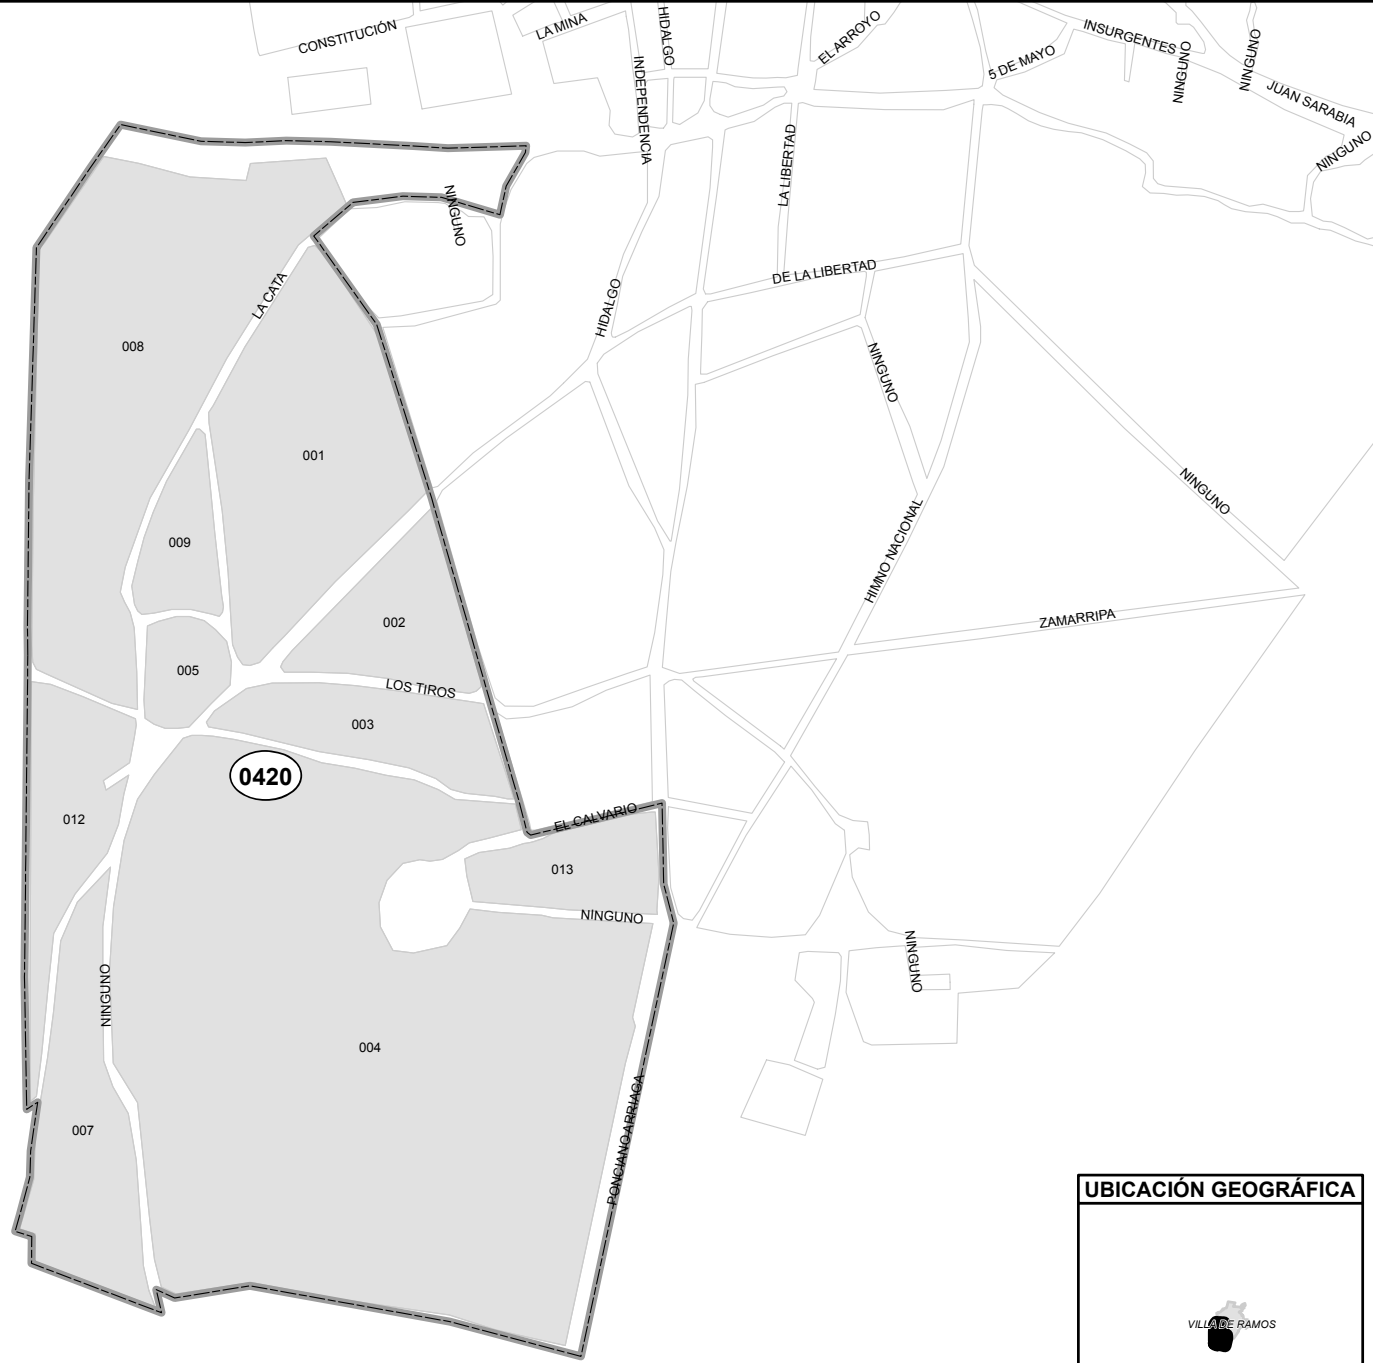 CONSTITUCIÓN
LA MINA
HIDALGO
EL ARROYO
INSURGENTES
5 DE MAYO
NINGUNO
NINGUNO
JUAN SARABIA
NINGUNO
INDEPENDENCIA
LA LIBERTAD
NINGUNO
DE LA LIBERTAD
LA CATA
HIDALGO
008
NINGUNO
001
NINGUNO
009
HIMNO NACIONAL
002
ZAMARRIPA
005
LOS TIROS
003
0420
012
EL CALVARIO
013
NINGUNO
NINGUNO
NINGUNO
004
007
PONCIANO ARRIAGA
UBICACIÓN GEOGRÁFICA
VILLA DE RAMOS